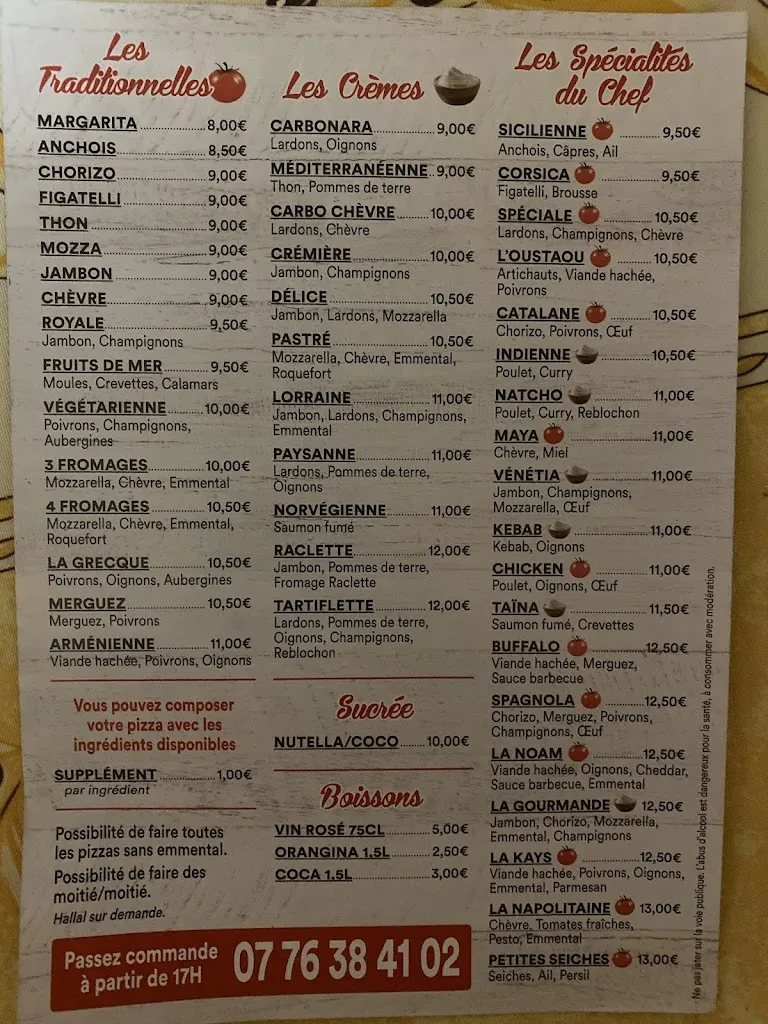 Les
Traditionnelles
MARGARITA 8,00€
ANCHOIS 8,50€
CHORIZO 9,00€
FIGATELLI 9,00€
THON 9,00€
MOZZA 9,00€
JAMBON 9,00€
CHÈVRE 9,00€
ROYALE 9,50€
Jambon, Champignons
FRUITS DE MER 9,50€
Moules, Crevettes, Calamars
VÉGÉTARIENNE 10,00€
Poivrons, Champignons,
Aubergines
3 FROMAGES 10,00€
Mozzarella, Chèvre, Emmental
4 FROMAGES 10,50€
Mozzarella, Chèvre, Emmental,
Roquefort
LA GRECQUE 10,50€
Poivrons, Oignons, Aubergines
MERGUEZ 10,50€
Merguez, Poivrons
ARMÉNIENNE 11,00€
Viande hachée, Poivrons, Oignons
Vous pouvez composer
votre pizza avec les
ingrédients disponibles
SUPPLÉMENT 1,00€
par ingrédient
Possibilité de faire toutes
les pizzas sans emmental.
Possibilité de faire des
moitié/moitié.
Hallal sur demande.
Les Crèmes
CARBONARA 9,00€
Lardons, Oignons
MÉDITERRANÉENNE 9,00€
Thon, Pommes de terre
CARBO CHÈVRE 10,00€
Lardons, Chèvre
CRÉMIÈRE 10,00€
Jambon, Champignons
DÉLICE 10,50€
Jambon, Lardons, Mozzarella
PASTRÉ 10,50€
Mozzarella, Chèvre, Emmental,
Roquefort
LORRAINE 11,00€
Jambon, Lardons, Champignons,
Emmental
PAYSANNE 11,00€
Lardons, Pommes de terre,
Oignons
NORVÉGIENNE 11,00€
Saumon fumé
RACLETTE 12,00€
Jambon, Pommes de terre,
Fromage Raclette
TARTIFLETTE 12,00€
Lardons, Pommes de terre,
Oignons, Champignons,
Reblochon
Sucrée
NUTELLA/COCO 10,00€
Boissons
VIN ROSÉ 75CL 5,00€
ORANGINA 1,5L 2,50€
COCA 1,5L 3,00€
Les Spécialités
du Chef
SICILIENNE 9,50€
Anchois, Câpres, Ail
CORSICA 9,50€
Figatelli, Brousse
SPÉCIALE 10,50€
Lardons, Champignons, Chèvre
L'OUSTAOU 10,50€
Artichauts, Viande hachée,
Poivrons
CATALANE 10,50€
Chorizo, Poivrons, Œuf
INDIENNE 10,50€
Poulet, Curry
NATCHO 11,00€
Poulet, Curry, Reblochon
MAYA 11,00€
Chèvre, Miel
VÉNÉTIA 11,00€
Jambon, Champignons,
Mozzarella, Œuf
KEBAB 11,00€
Kebab, Oignons
CHICKEN 11,00€
Poulet, Oignons, Œuf
TAÏNA 11,50€
Saumon fumé, Crevettes
BUFFALO 12,50€
Viande hachée, Merguez,
Sauce barbecue
SPAGNOLA 12,50€
Chorizo, Merguez, Poivrons,
Champignons, Œuf
LA NOAM 12,50€
Viande hachée, Oignons, Cheddar,
Sauce barbecue, Emmental
LA GOURMANDE 12,50€
Jambon, Chorizo, Mozzarella,
Emmental, Champignons
LA KAYS 12,50€
Viande hachée, Poivrons, Oignons,
Emmental, Parmesan
LA NAPOLITAINE 13,00€
Chèvre, Tomates fraîches,
Pesto, Emmental
PETITES SEICHES 13,00€
Seiches, Ail, Persil
Passez commande
à partir de 17H
07 76 38 41 02
Ne pas jeter sur la voie publique. L'abus d'alcool est dangereux pour la santé, à consommer avec modération.